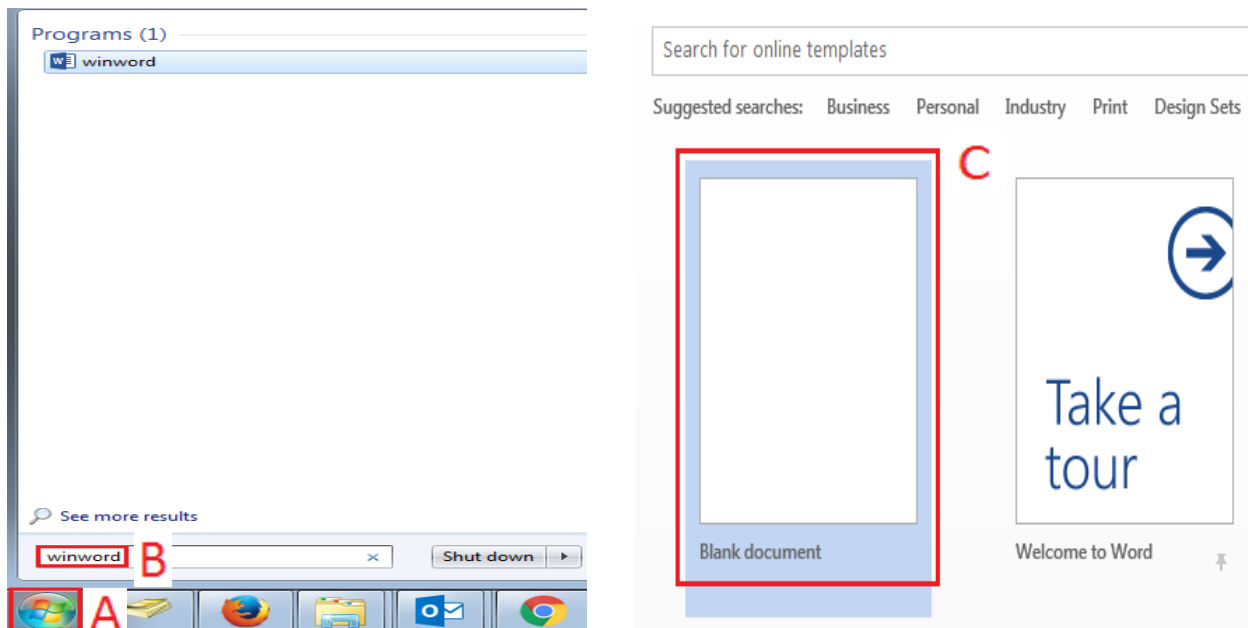 Programs (1)
winword
See more results
winword
B
Shut down
A
Search for online templates
Suggested searches: Business Personal Industry Print Design Sets
C
Take a
tour
Blank document
Welcome to Word